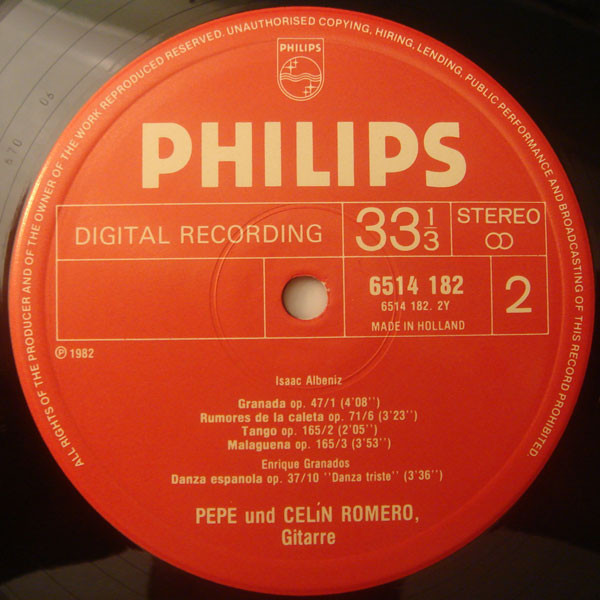 ALL RIGHTS OF THE PRODUCER AND OF THE OWNER OF THE WORK REPRODUCED RESERVED. UNAUTHORISED COPYING, HIRING, LENDING, PUBLIC PERFORMANCE AND BROADCASTING OF THIS RECORD PROHIBITED.
PHILIPS
PHILIPS
DIGITAL RECORDING
33 1/3
STEREO
6514 182
6514 182. 2Y
MADE IN HOLLAND
2
℗ 1982
Isaac Albeniz
Granada op. 47/1 (4'08'')
Rumores de la caleta op. 71/6 (3'23'')
Tango op. 165/2 (2'05'')
Malaguena op. 165/3 (3'53'')
Enrique Granados
Danza espanola op. 37/10 ''Danza triste'' (3'36'')
PEPE und CELíN ROMERO,
Gitarre